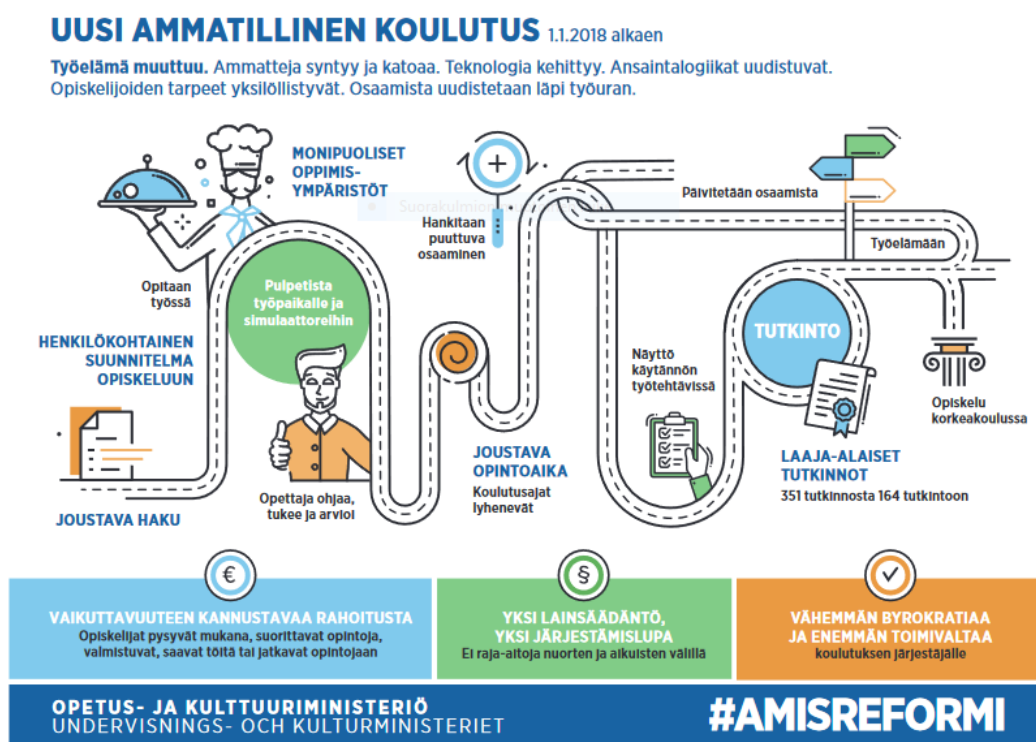 UUSI AMMATILLINEN KOULUTUS 1.1.2018 alkaen
Työelämä muuttuu. Ammatteja syntyy ja katoaa. Teknologia kehittyy. Ansaintalogiikat uudistuvat.
Opiskelijoiden tarpeet yksilöllistyvät. Osaamista uudistetaan läpi työuran.
MONIPUOLISET
OPPIMIS-
YMPÄRISTÖT
Opitaan
työssä
Pulpetista
työpaikalle ja
simulaattoreihin
HENKILÖKOHTAINEN
SUUNNITELMA
OPISKELUUN
JOUSTAVA HAKU
Opettaja ohjaa,
tukee ja arvioi
Hankitaan
puuttuva
osaaminen
JOUSTAVA
OPINTOAIKA
Koulutusajat
lyhenevät
Näyttö
käytännön
työtehtävissä
Päivitetään osaamista
Työelämään
TUTKINTO
LAAJA-ALAISET
TUTKINNOT
351 tutkinnosta 164 tutkintoon
Opiskelu
korkeakoulussa
€
VAIKUTTAVUUTEEN KANNUSTAVAA RAHOITUSTA
Opiskelijat pysyvät mukana, suorittavat opintoja,
valmistuvat, saavat töitä tai jatkavat opintojaan
§
YKSI LAINSÄÄDÄNTÖ,
YKSI JÄRJESTÄMISLUPA
Ei raja-aitoja nuorten ja aikuisten välillä
VÄHEMMÄN BYROKRATIAA
JA ENEMMÄN TOIMIVALTAA
koulutuksen järjestäjälle
OPETUS- JA KULTTUURIMINISTERIÖ
UNDERVISNINGS- OCH KULTURMINISTERIET
#AMISREFORMI